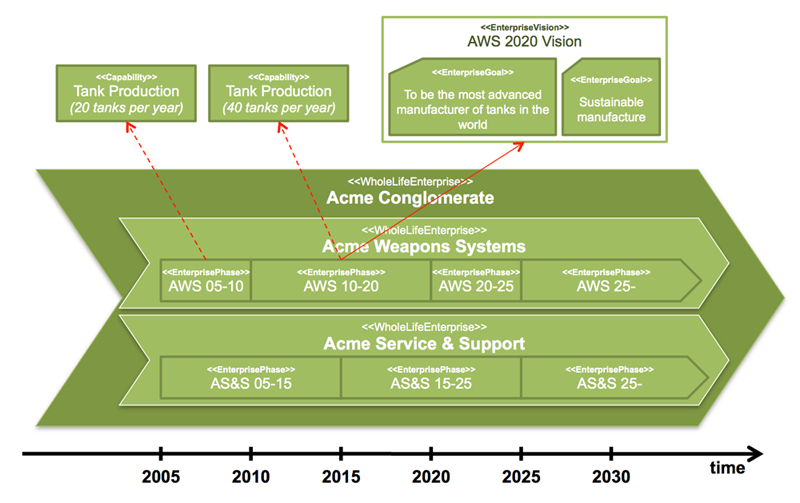 <<EnterpriseVision>>
AWS 2020 Vision
<<Capability>>
Tank Production
(20 tanks per year)
<<Capability>>
Tank Production
(40 tanks per year)
<<EnterpriseGoal>>
To be the most advanced
manufacturer of tanks in the
world
<<EnterpriseGoal>>
Sustainable
manufacture
<<WholeLifeEnterprise>>
Acme Conglomerate
<<WholeLifeEnterprise>>
Acme Weapons Systems
<<EnterprisePhase>>
AWS 05-10
<<EnterprisePhase>>
AWS 10-20
<<EnterprisePhase>>
AWS 20-25
<<EnterprisePhase>>
AWS 25-
<<WholeLifeEnterprise>>
Acme Service & Support
<<EnterprisePhase>>
AS&S 05-15
<<EnterprisePhase>>
AS&S 15-25
<<EnterprisePhase>>
AS&S 25-
2005 2010 2015 2020 2025 2030 time